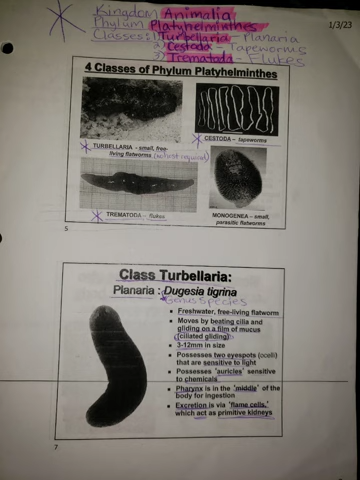 Kingdom Animalia
Phylum Platyhelminthes
1/3/23
Classes: 1) Turbellaria - Planaria
2) Cestoda - Tapeworms
3) Trematoda - Flukes
4 Classes of Phylum Platyhelminthes
CESTODA - tapeworms
TURBELLARIA - small, free-
living flatworms
TREMATODA - flukes
MONOGENEA - small,
parasitic flatworms
5
Class Turbellaria:
Planaria : Dugesia tigrina
Genus Species
• Freshwater, free-living flatworm
• Moves by beating cilia and
gliding on a film of mucus
('ciliated gliding')
• 3-12mm in size
• Possesses two eyespots (ocelli)
that are sensitive to light
• Possesses 'auricles' sensitive
to chemicals
• Pharynx is in the 'middle' of the
body for ingestion
• Excretion is via 'flame cells,'
which act as primitive kidneys
7